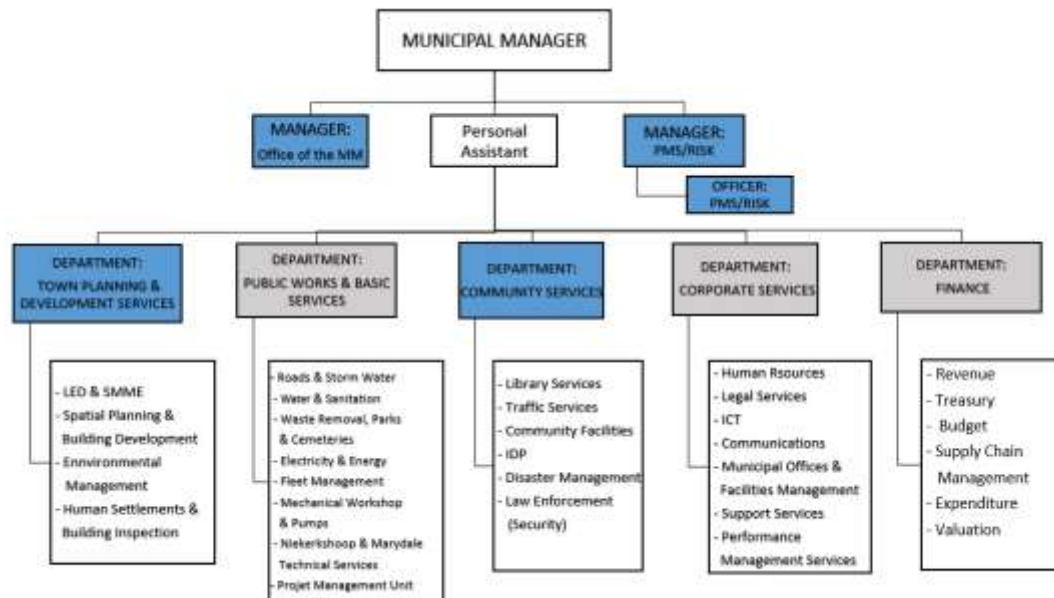 MUNICIPAL MANAGER
MANAGER:
Office of the MM
Personal
Assistant
MANAGER:
PMS/RISK
OFFICER:
PMS/RISK
DEPARTMENT:
TOWN PLANNING &
DEVELOPMENT SERVICES
DEPARTMENT:
PUBLIC WORKS & BASIC
SERVICES
DEPARTMENT:
COMMUNITY SERVICES
DEPARTMENT:
CORPORATE SERVICES
DEPARTMENT:
FINANCE
- LED & SMME
- Spatial Planning &
Building Development
- Ennvironmental
Management
- Human Settlements &
Building Inspection
- Roads & Storm Water
- Water & Sanitation
- Waste Removal, Parks
& Cemeteries
- Electricity & Energy
- Fleet Management
- Mechanical Workshop
& Pumps
- Niekerkshoop & Marydale
Technical Services
- Projet Management Unit
- Library Services
- Traffic Services
- Community Facilities
- IDP
- Disaster Management
- Law Enforcement
(Security)
- Human Rsources
- Legal Services
- ICT
- Communications
- Municipal Offices &
Facilities Management
- Support Services
- Performance
Management Services
- Revenue
- Treasury
Budget
- Supply Chain
Management
- Expenditure
- Valuation